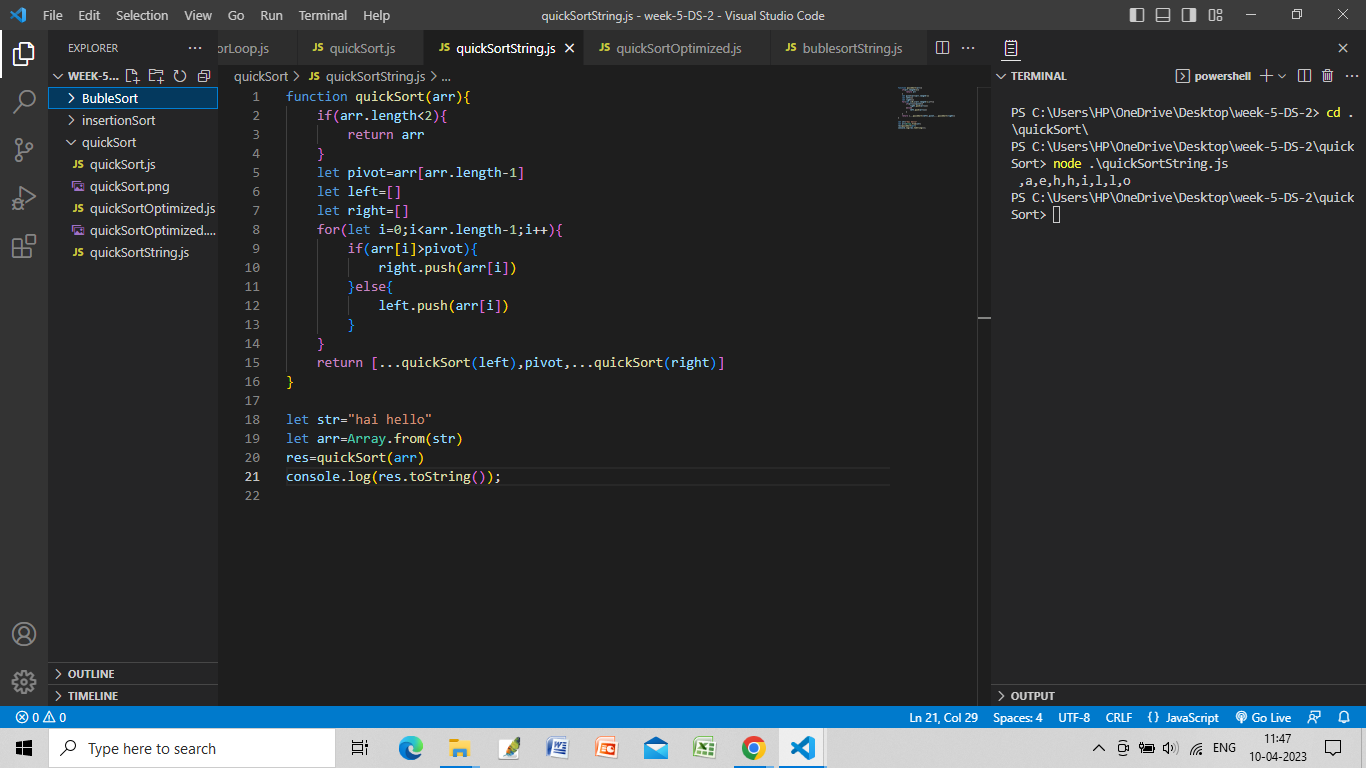 File Edit Selection View Go Run Terminal Help
quickSortString.js - week-5-DS-2 - Visual Studio Code
EXPLORER
WEEK-5...
BubleSort
insertionSort
quickSort
quickSort.js
quickSort.png
quickSortOptimized.js
quickSortOptimized....
quickSortString.js
OUTLINE
TIMELINE
orLoop.js JS quickSort.js JS quickSortString.js JS quickSortOptimized.js JS bublesortString.js
quickSort > JS quickSortString.js > ...
1 function quickSort(arr){
2 if(arr.length<2){
3 return arr
4 }
5 let pivot=arr[arr.length-1]
6 let left=[]
7 let right=[]
8 for(let i=0;i<arr.length-1;i++){
9 if(arr[i]>pivot){
10 right.push(arr[i])
11 }else{
12 left.push(arr[i])
13 }
14 }
15 return [...quickSort(left),pivot,...quickSort(right)]
16 }
17
18 let str="hai hello"
19 let arr=Array.from(str)
20 res=quickSort(arr)
21 console.log(res.toString());
22
TERMINAL
powershell
PS C:\Users\HP\OneDrive\Desktop\week-5-DS-2> cd .
\quickSort\
PS C:\Users\HP\OneDrive\Desktop\week-5-DS-2\quick
Sort> node .\quickSortString.js
 ,a,e,h,h,i,l,l,o
PS C:\Users\HP\OneDrive\Desktop\week-5-DS-2\quick
Sort>
OUTPUT
0 0
Ln 21, Col 29 Spaces: 4 UTF-8 CRLF {} JavaScript Go Live
Type here to search
ENG
11:47
10-04-2023